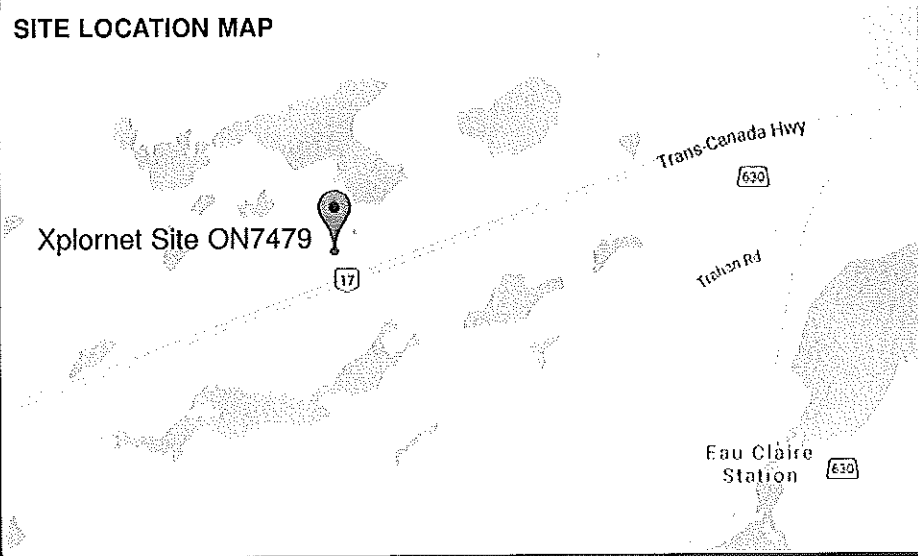 SITE LOCATION MAP
Trans-Canada Hwy
630
Xplornet Site ON7479
17
Trahan Rd
Eau Claire
Station
630